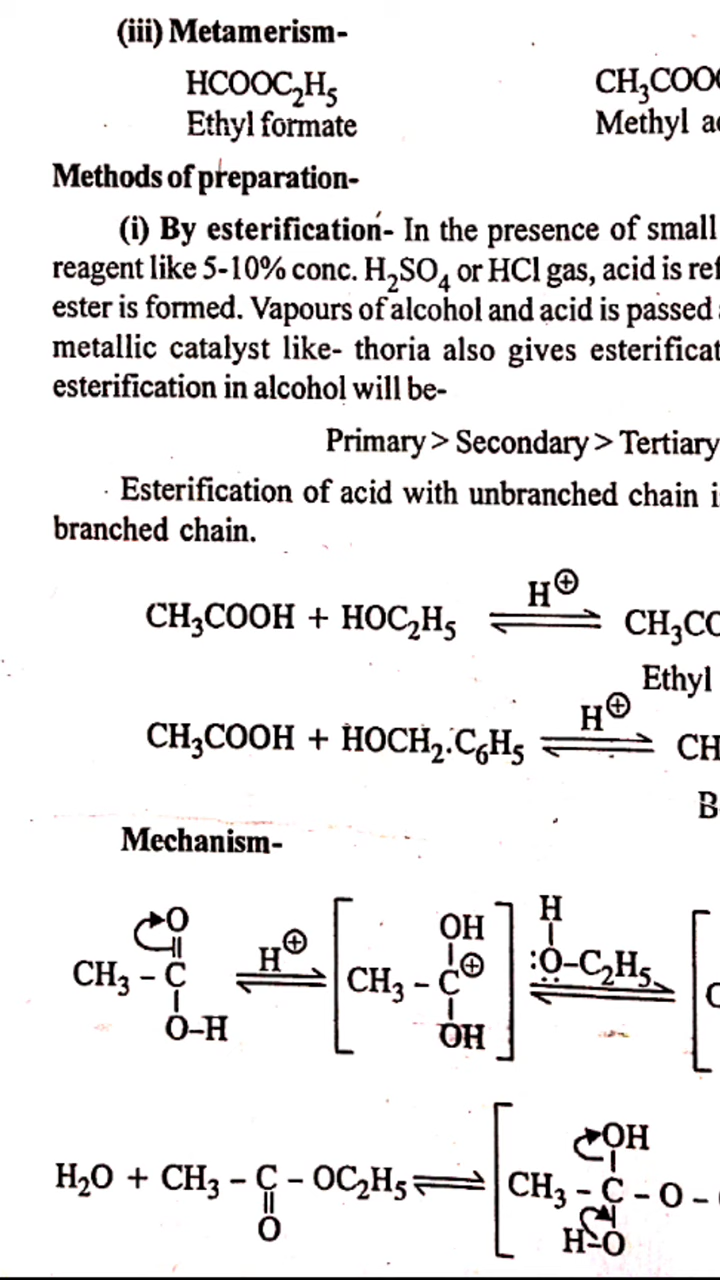 (iii) Metamerism-
HCOOC₂H₅ CH₃COO
Ethyl formate Methyl
Methods of preparation-
(i) By esterification- In the presence of small
reagent like 5-10% conc. H₂SO₄ or HCl gas, acid is ref
ester is formed. Vapours of alcohol and acid is passed
metallic catalyst like- thoria also gives esterificat
esterification in alcohol will be-
Primary > Secondary > Tertiary
Esterification of acid with unbranched chain i
branched chain.
H⊕
CH₃COOH + HOC₂H₅ ⇌ CH₃CO
Ethyl
H⊕
CH₃COOH + HOCH₂.C₆H₅ ⇌ CH
B
Mechanism-
O OH H
CH₃ – C H⊕ ⇌ [ CH₃ – C⊕ ] :Ö–C₂H₅ ⇌ [ C
O–H OH
OH
H₂O + CH₃ – C – OC₂H₅ ⇌ [ CH₃ – C – O –
O H–O